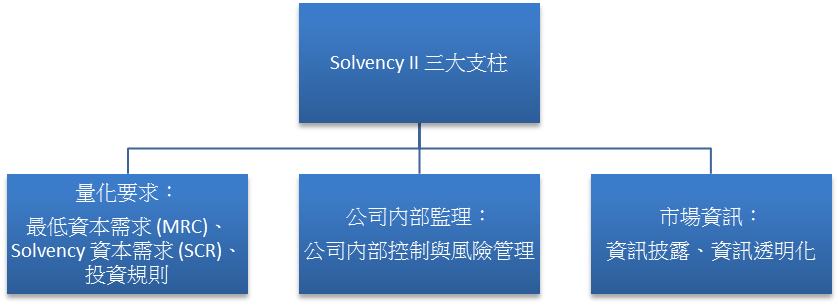 Solvency II 三大支柱
量化要求：
最低資本需求 (MRC)、
Solvency 資本需求 (SCR)、
投資規則
公司內部監理：
公司內部控制與風險管理
市場資訊：
資訊披露、資訊透明化